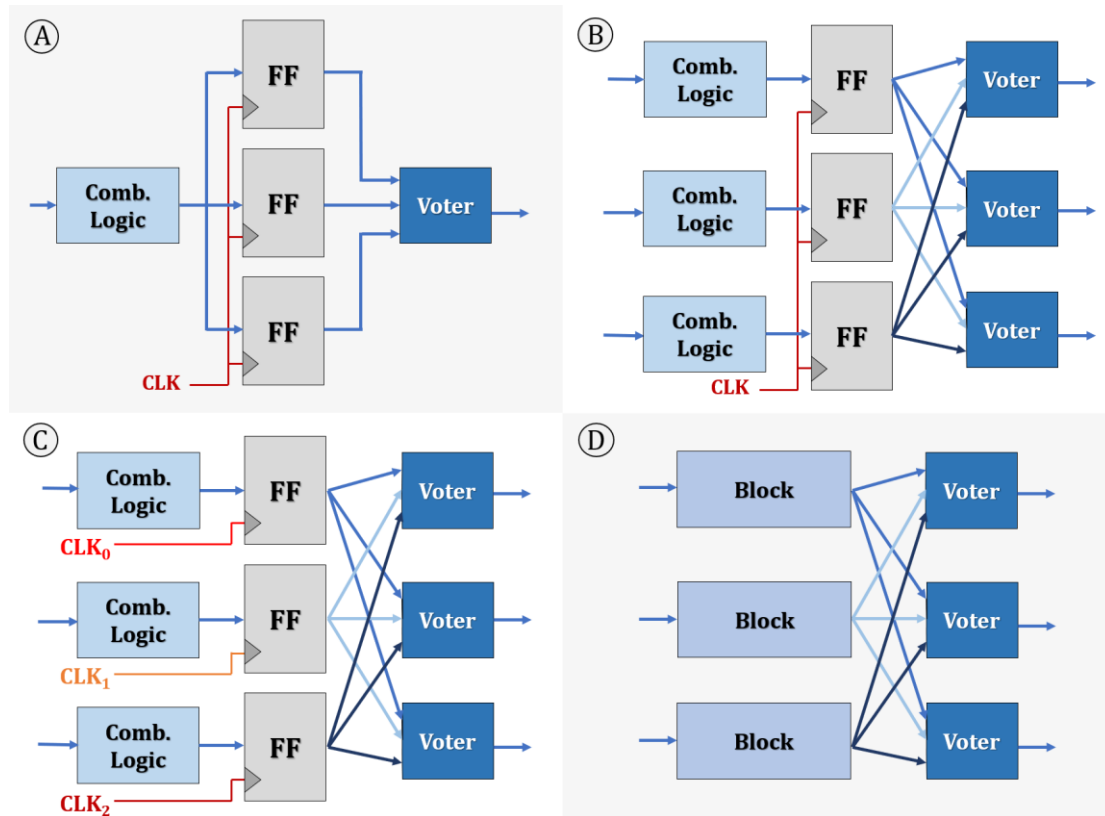 A
FF
Comb.
Logic
FF
Voter
FF
CLK
B
Comb.
Logic
FF
Voter
Comb.
Logic
FF
Voter
Comb.
Logic
FF
Voter
CLK
C
Comb.
Logic
FF
Voter
CLK0
Comb.
Logic
FF
Voter
CLK1
Comb.
Logic
FF
Voter
CLK2
D
Block
Voter
Block
Voter
Block
Voter